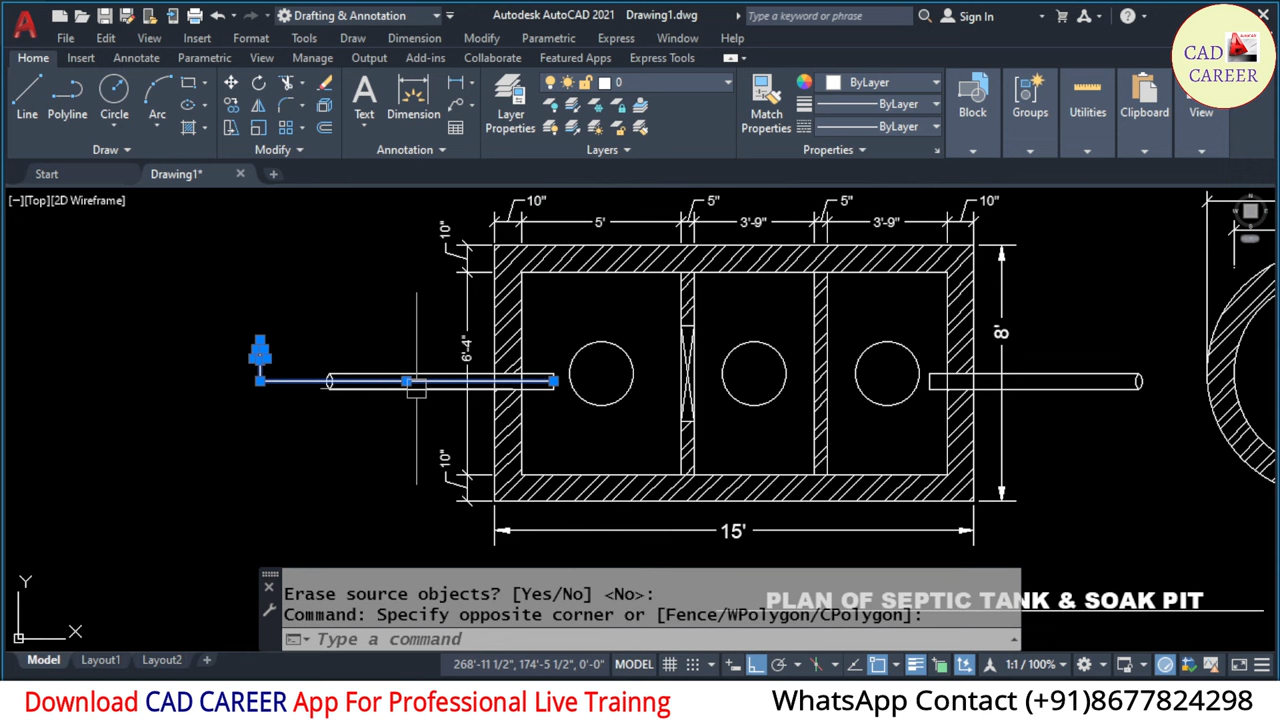 Drafting & Annotation
Autodesk AutoCAD 2021 Drawing1.dwg
Type a keyword or phrase
Sign In
File Edit View Insert Format Tools Draw Dimension Modify Parametric Express Window Help
Home Insert Annotate Parametric View Manage Output Add-ins Collaborate Featured Apps Express Tools
CAD
CAREER
Line Polyline Circle Arc
Text Dimension
Layer
Properties
0
Match
Properties
ByLayer
ByLayer
ByLayer
Block Groups Utilities Clipboard View
Draw Modify Annotation Layers Properties
Start Drawing1*
[−][Top][2D Wireframe]
10" 5" 5" 10"
5' 3'-9" 3'-9"
10"
6'-4"
8'
10"
15'
PLAN OF SEPTIC TANK & SOAK PIT
Erase source objects? [Yes/No] <No>:
Command: Specify opposite corner or [Fence/WPolygon/CPolygon]:
Type a command
Y
X
Model Layout1 Layout2 +
268'-11 1/2", 174'-5 1/2", 0'-0" MODEL 1:1 / 100%
Download CAD CAREER App For Professional Live Trainng
WhatsApp Contact (+91)8677824298